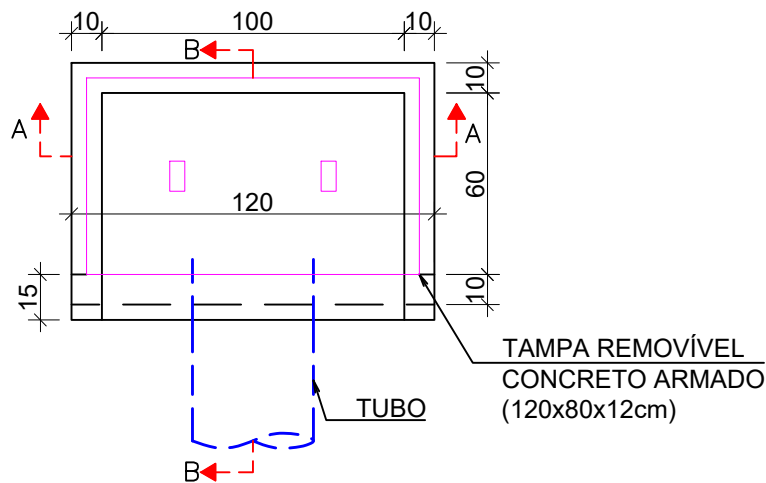 10
100
10
B
10
A
A
60
120
15
10
TAMPA REMOVÍVEL
CONCRETO ARMADO
(120x80x12cm)
TUBO
B